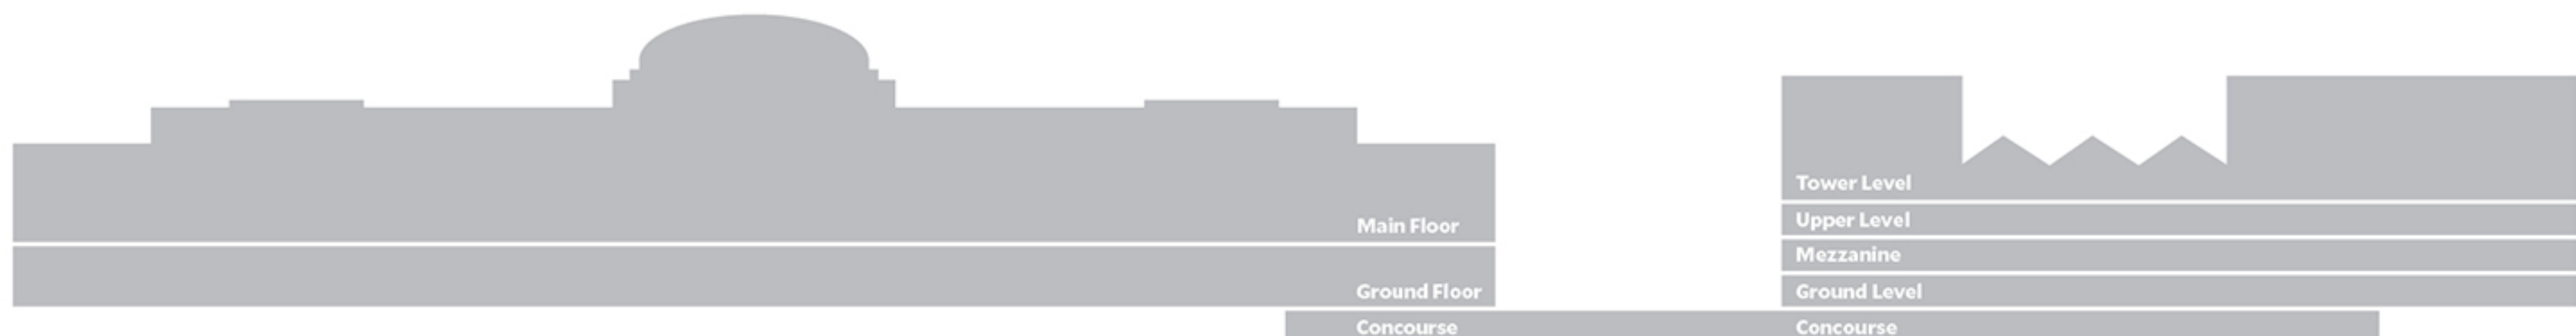 Main Floor
Ground Floor
Concourse
Tower Level
Upper Level
Mezzanine
Ground Level
Concourse